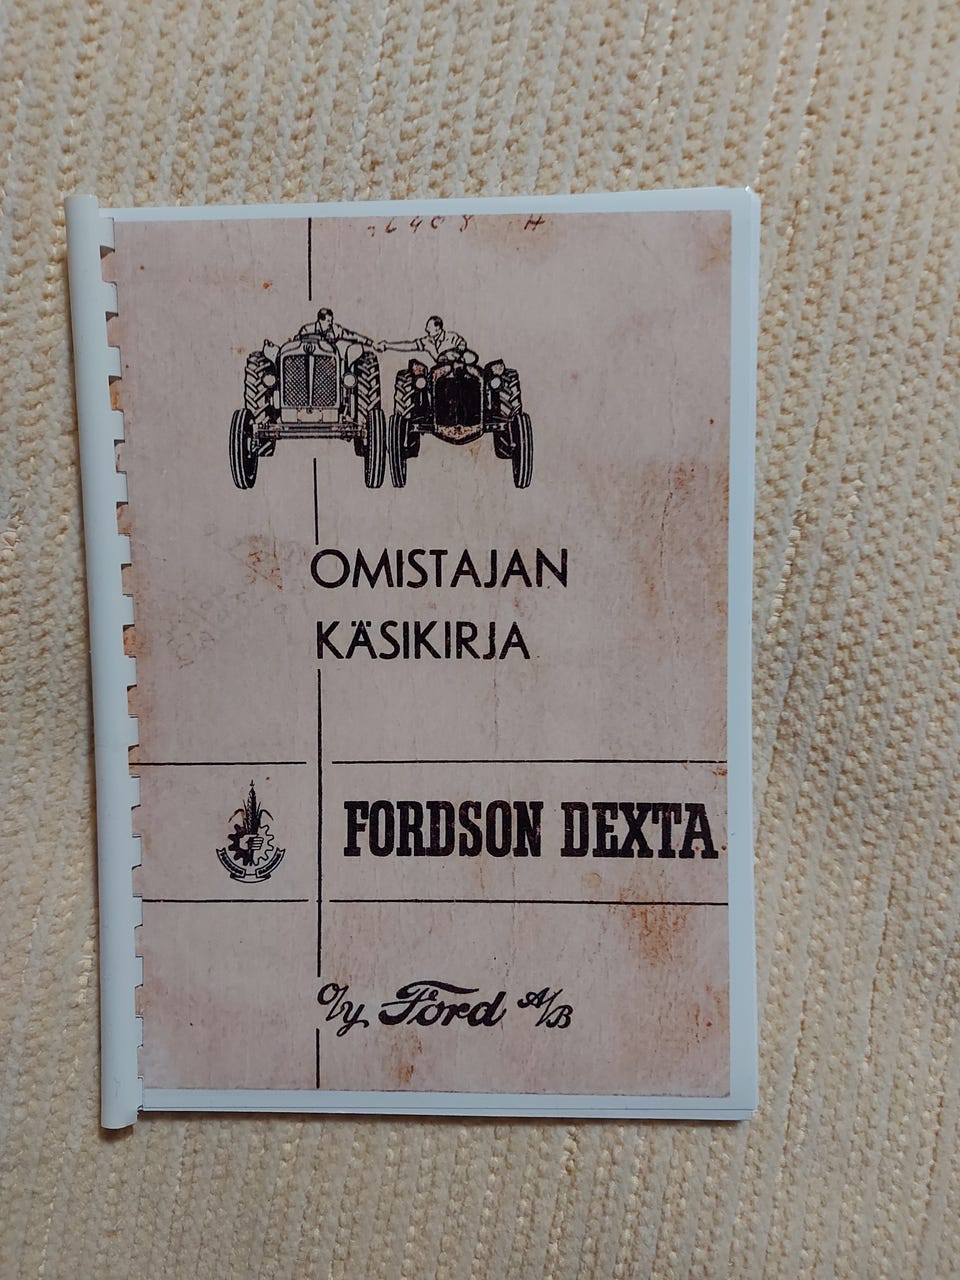 OMISTAJAN
KÄSIKIRJA
FORDSON DEXTA
O/y Ford A/B